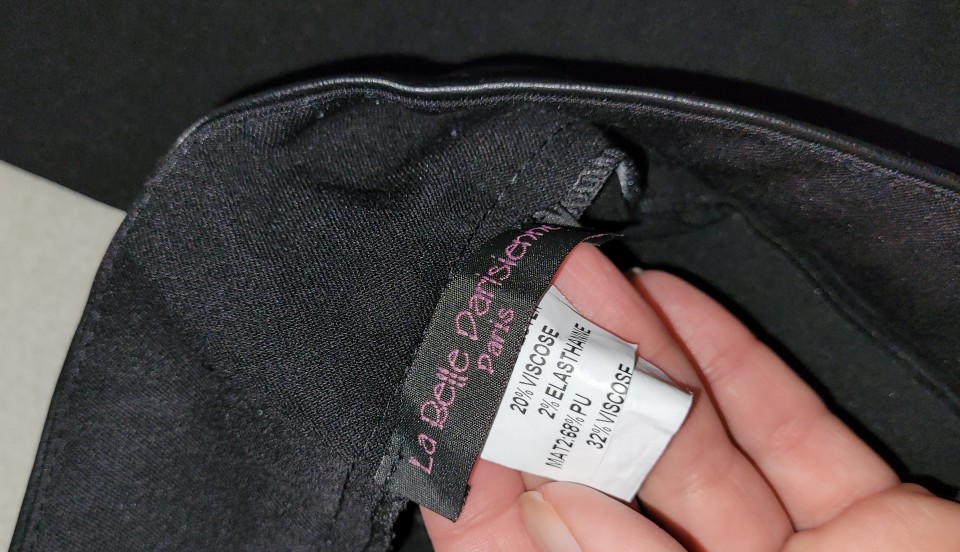 La Belle Parisienne
Paris
20% VISCOSE
2% ELASTHANNE
MAT2:68% PU
32% VISCOSE